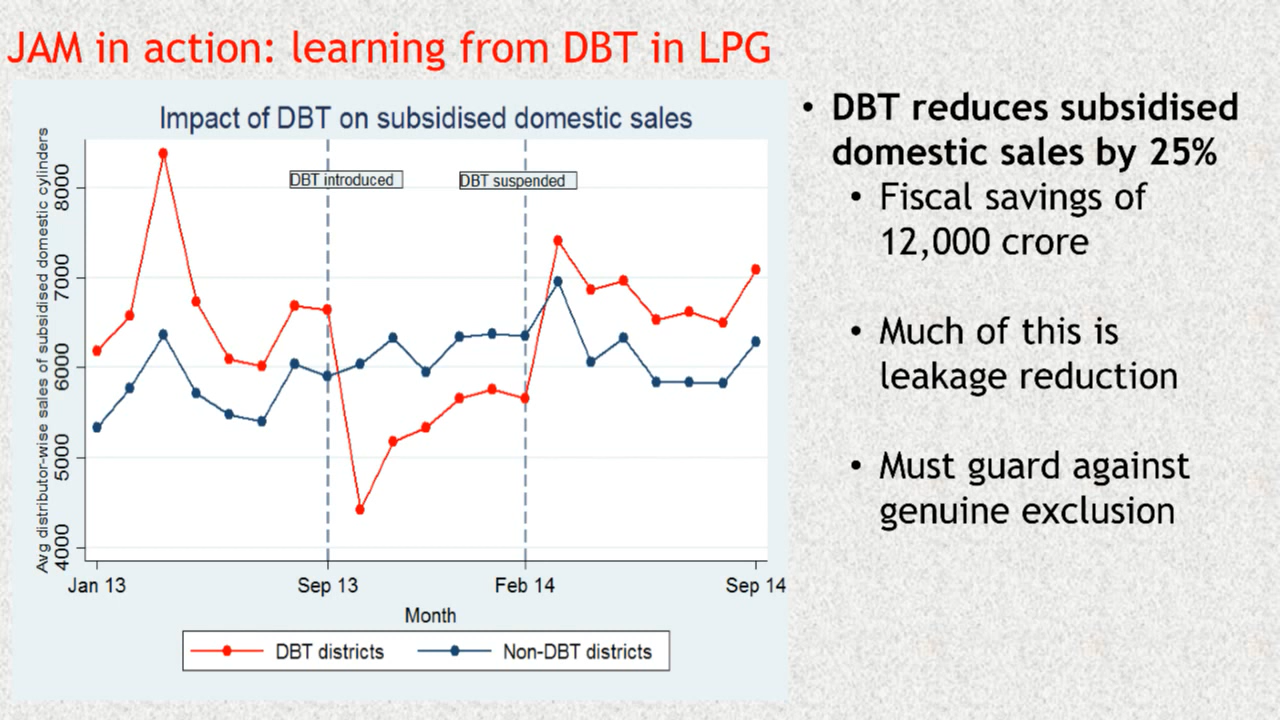 JAM in action: learning from DBT in LPG
Impact of DBT on subsidised domestic sales
Avg distributor-wise sales of subsidised domestic cylinders
8000
7000
6000
5000
4000
DBT introduced
DBT suspended
Jan 13
Sep 13
Feb 14
Sep 14
Month
DBT districts
Non-DBT districts
• DBT reduces subsidised
domestic sales by 25%
• Fiscal savings of
12,000 crore
• Much of this is
leakage reduction
• Must guard against
genuine exclusion